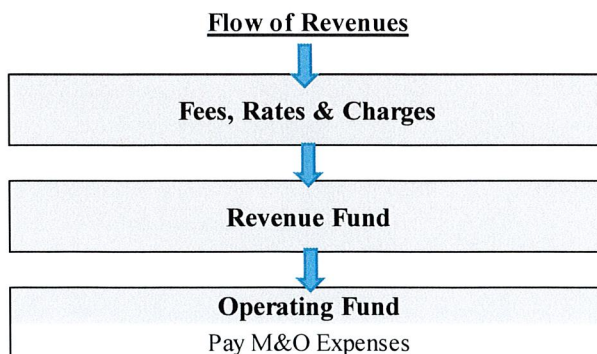 Flow of Revenues
Fees, Rates & Charges
Revenue Fund
Operating Fund
Pay M&O Expenses